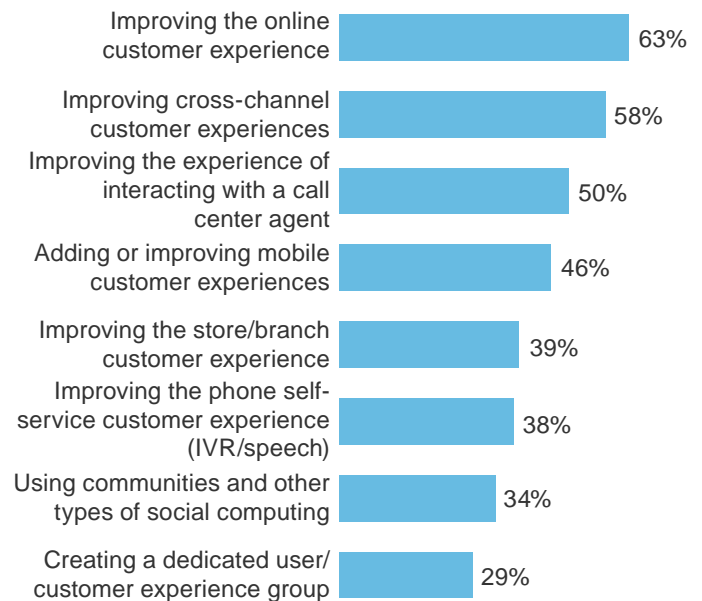 Improving the online
customer experience
63%
Improving cross-channel
customer experiences
58%
Improving the experience of
interacting with a call
center agent
50%
Adding or improving mobile
customer experiences
46%
Improving the store/branch
customer experience
39%
Improving the phone self-
service customer experience
(IVR/speech)
38%
Using communities and other
types of social computing
34%
Creating a dedicated user/
customer experience group
29%